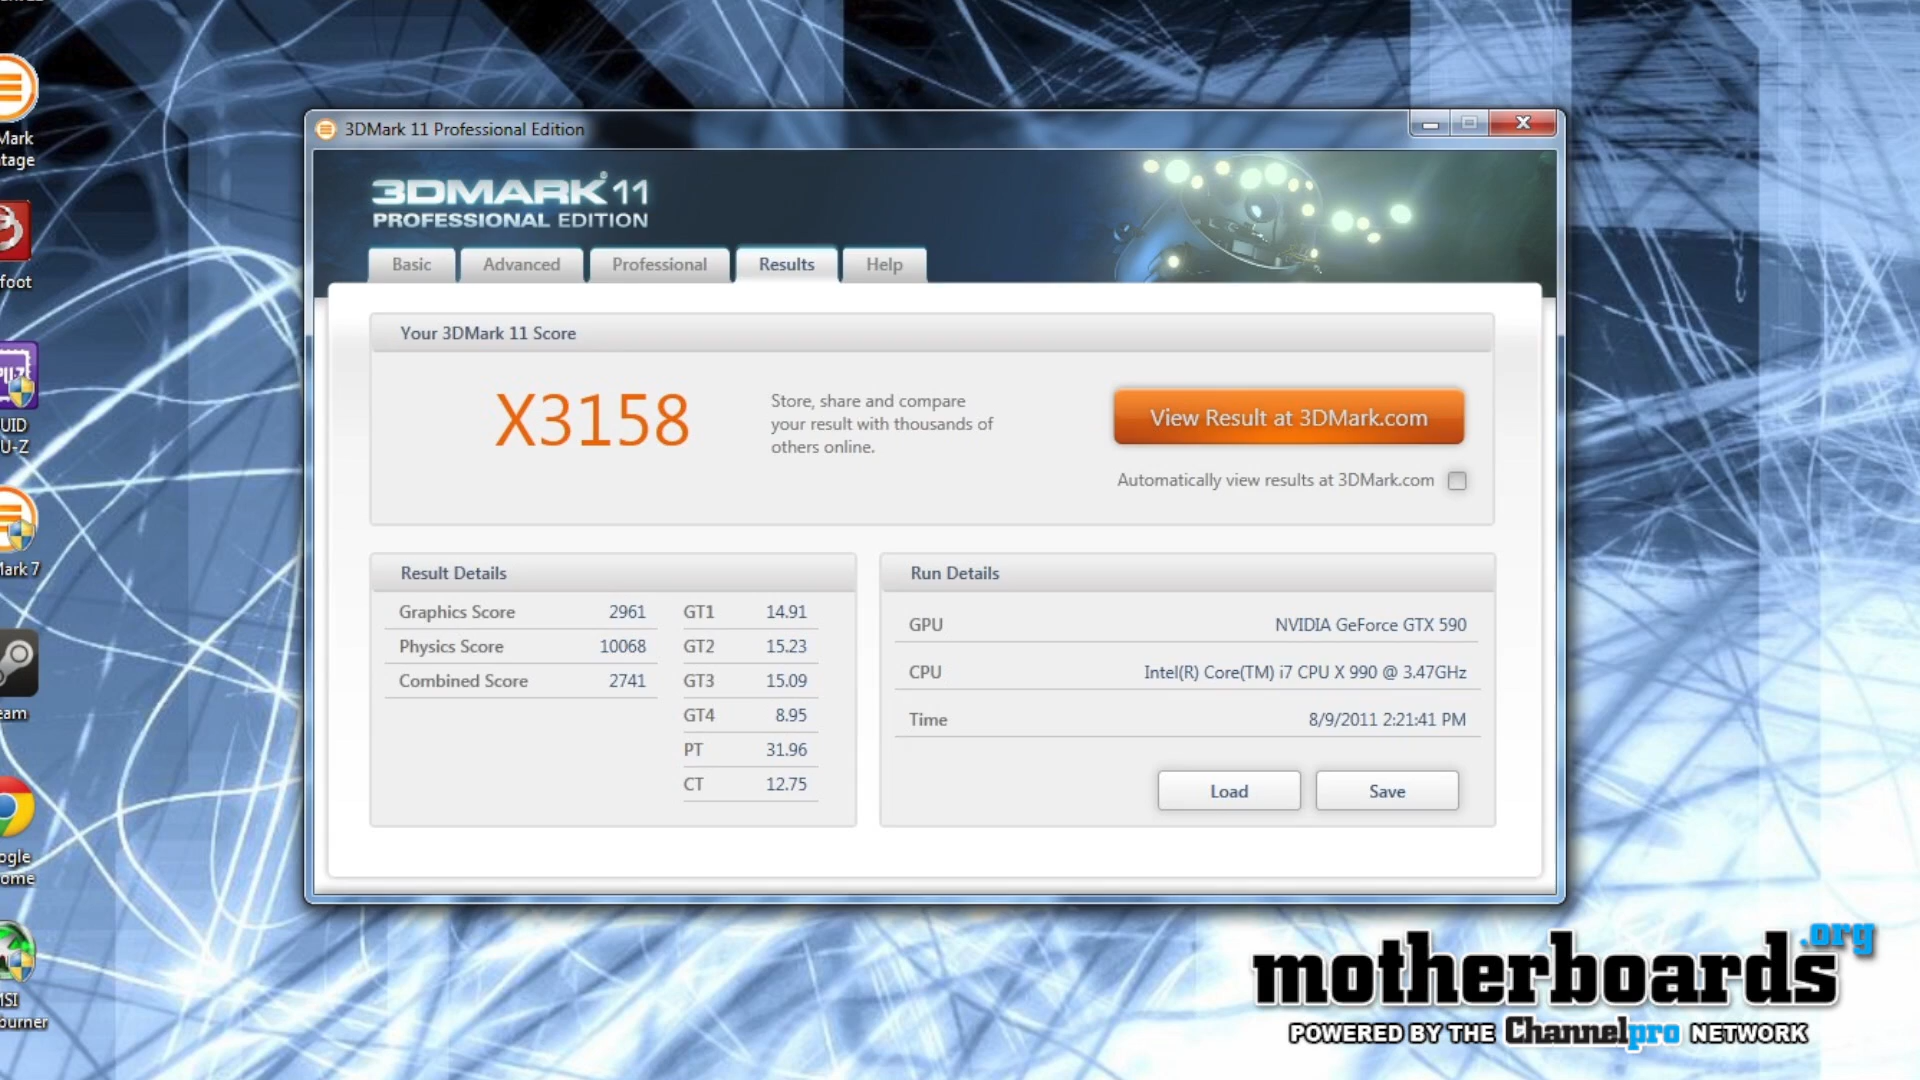 Mark
tage
foot
UID
U-Z
Mark 7
eam
ogle
ome
MSI
burner
3DMark 11 Professional Edition
3DMARK® 11
PROFESSIONAL EDITION
Basic Advanced Professional Results Help
Your 3DMark 11 Score
X3158
Store, share and compare
your result with thousands of
others online.
View Result at 3DMark.com
Automatically view results at 3DMark.com
Result Details
Graphics Score 2961 GT1 14.91
Physics Score 10068 GT2 15.23
Combined Score 2741 GT3 15.09
GT4 8.95
PT 31.96
CT 12.75
Run Details
GPU NVIDIA GeForce GTX 590
CPU Intel(R) Core(TM) i7 CPU X 990 @ 3.47GHz
Time 8/9/2011 2:21:41 PM
Load Save
motherboards.org
POWERED BY THE Channelpro NETWORK